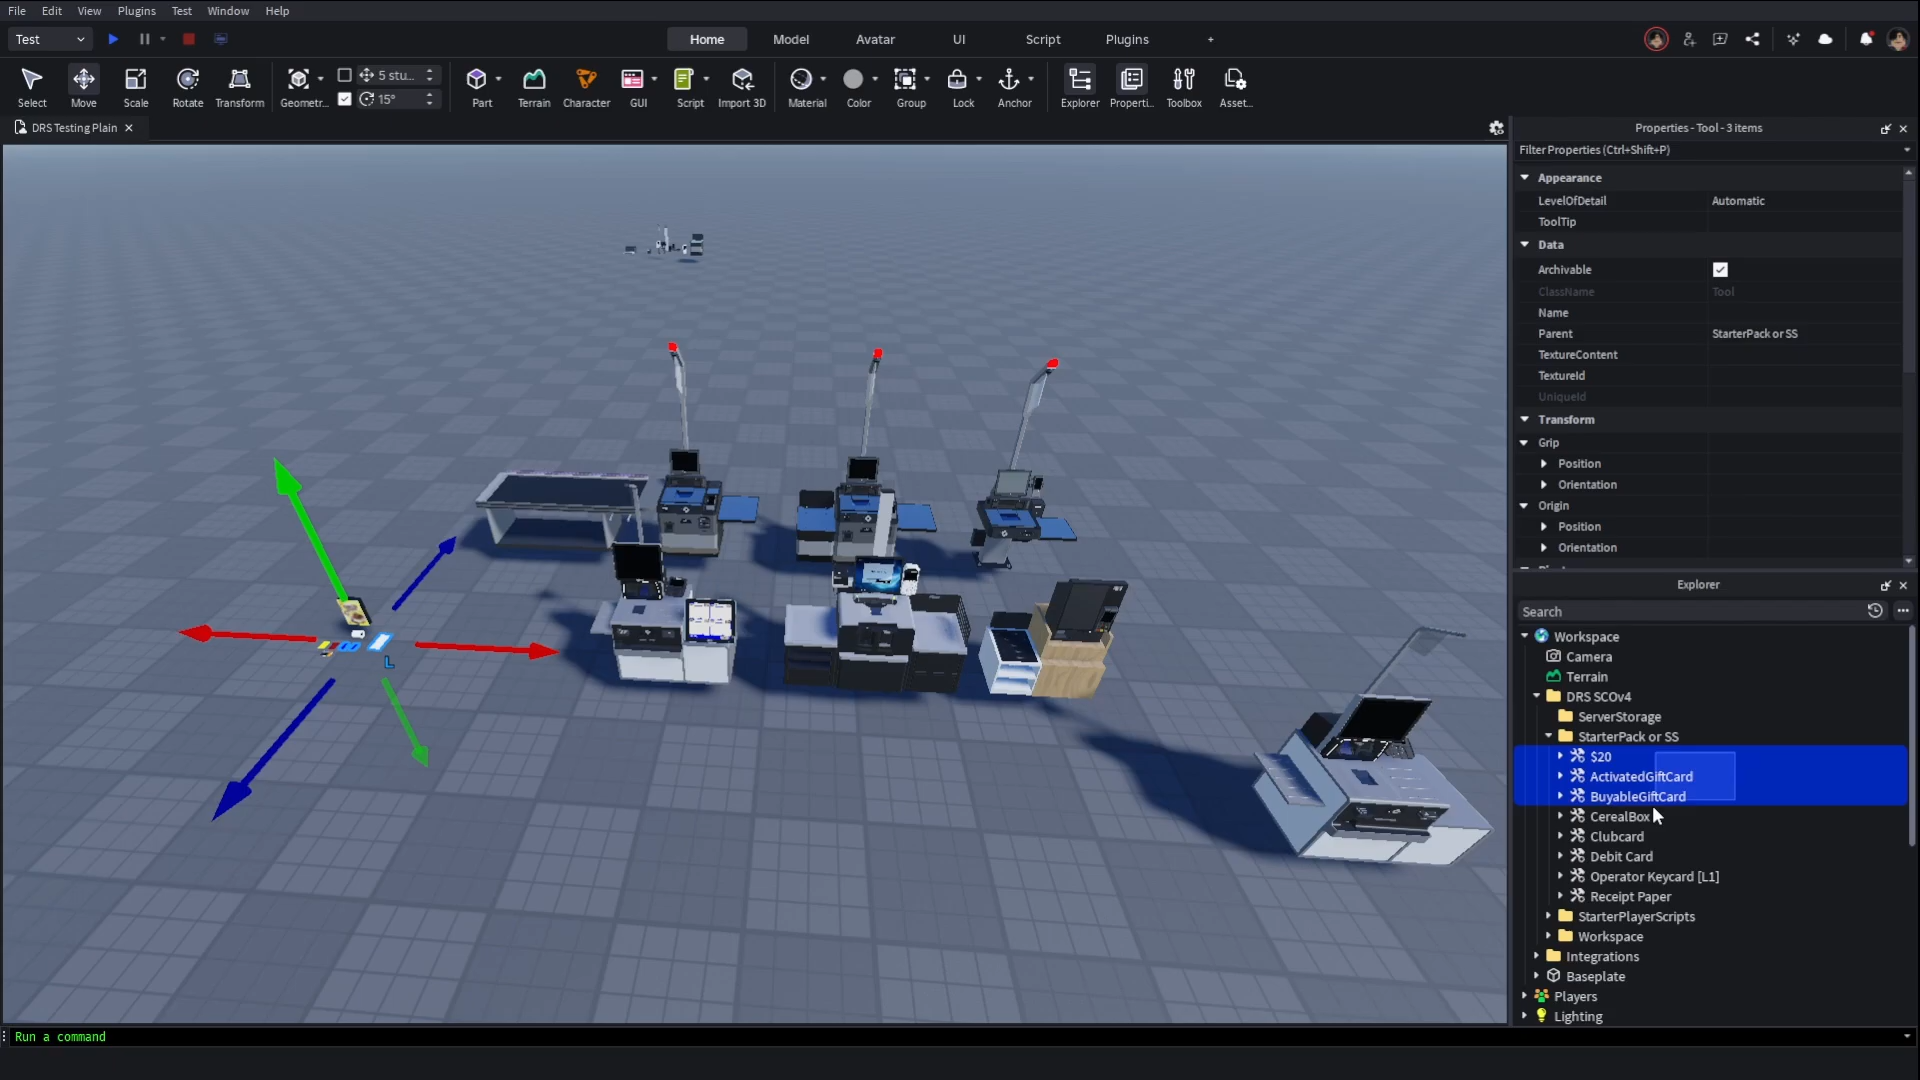 File Edit View Plugins Test Window Help
Test
Home Model Avatar UI Script Plugins +
5 stu...
15°
Select Move Scale Rotate Transform Geometr... Part Terrain Character GUI Script Import 3D Material Color Group Lock Anchor Explorer Properti... Toolbox Asset...
DRS Testing Plain
Properties - Tool - 3 items
Filter Properties (Ctrl+Shift+P)
Appearance
LevelOfDetail Automatic
ToolTip
Data
Archivable
ClassName Tool
Name
Parent StarterPack or SS
TextureContent
TextureId
UniqueId
Transform
Grip
Position
Orientation
Origin
Position
Orientation
Explorer
Search
Workspace
Camera
Terrain
DRS SCOv4
ServerStorage
StarterPack or SS
$20
ActivatedGiftCard
BuyableGiftCard
CerealBox
Clubcard
Debit Card
Operator Keycard [L1]
Receipt Paper
StarterPlayerScripts
Workspace
Integrations
Baseplate
Players
Lighting
L
Run a command